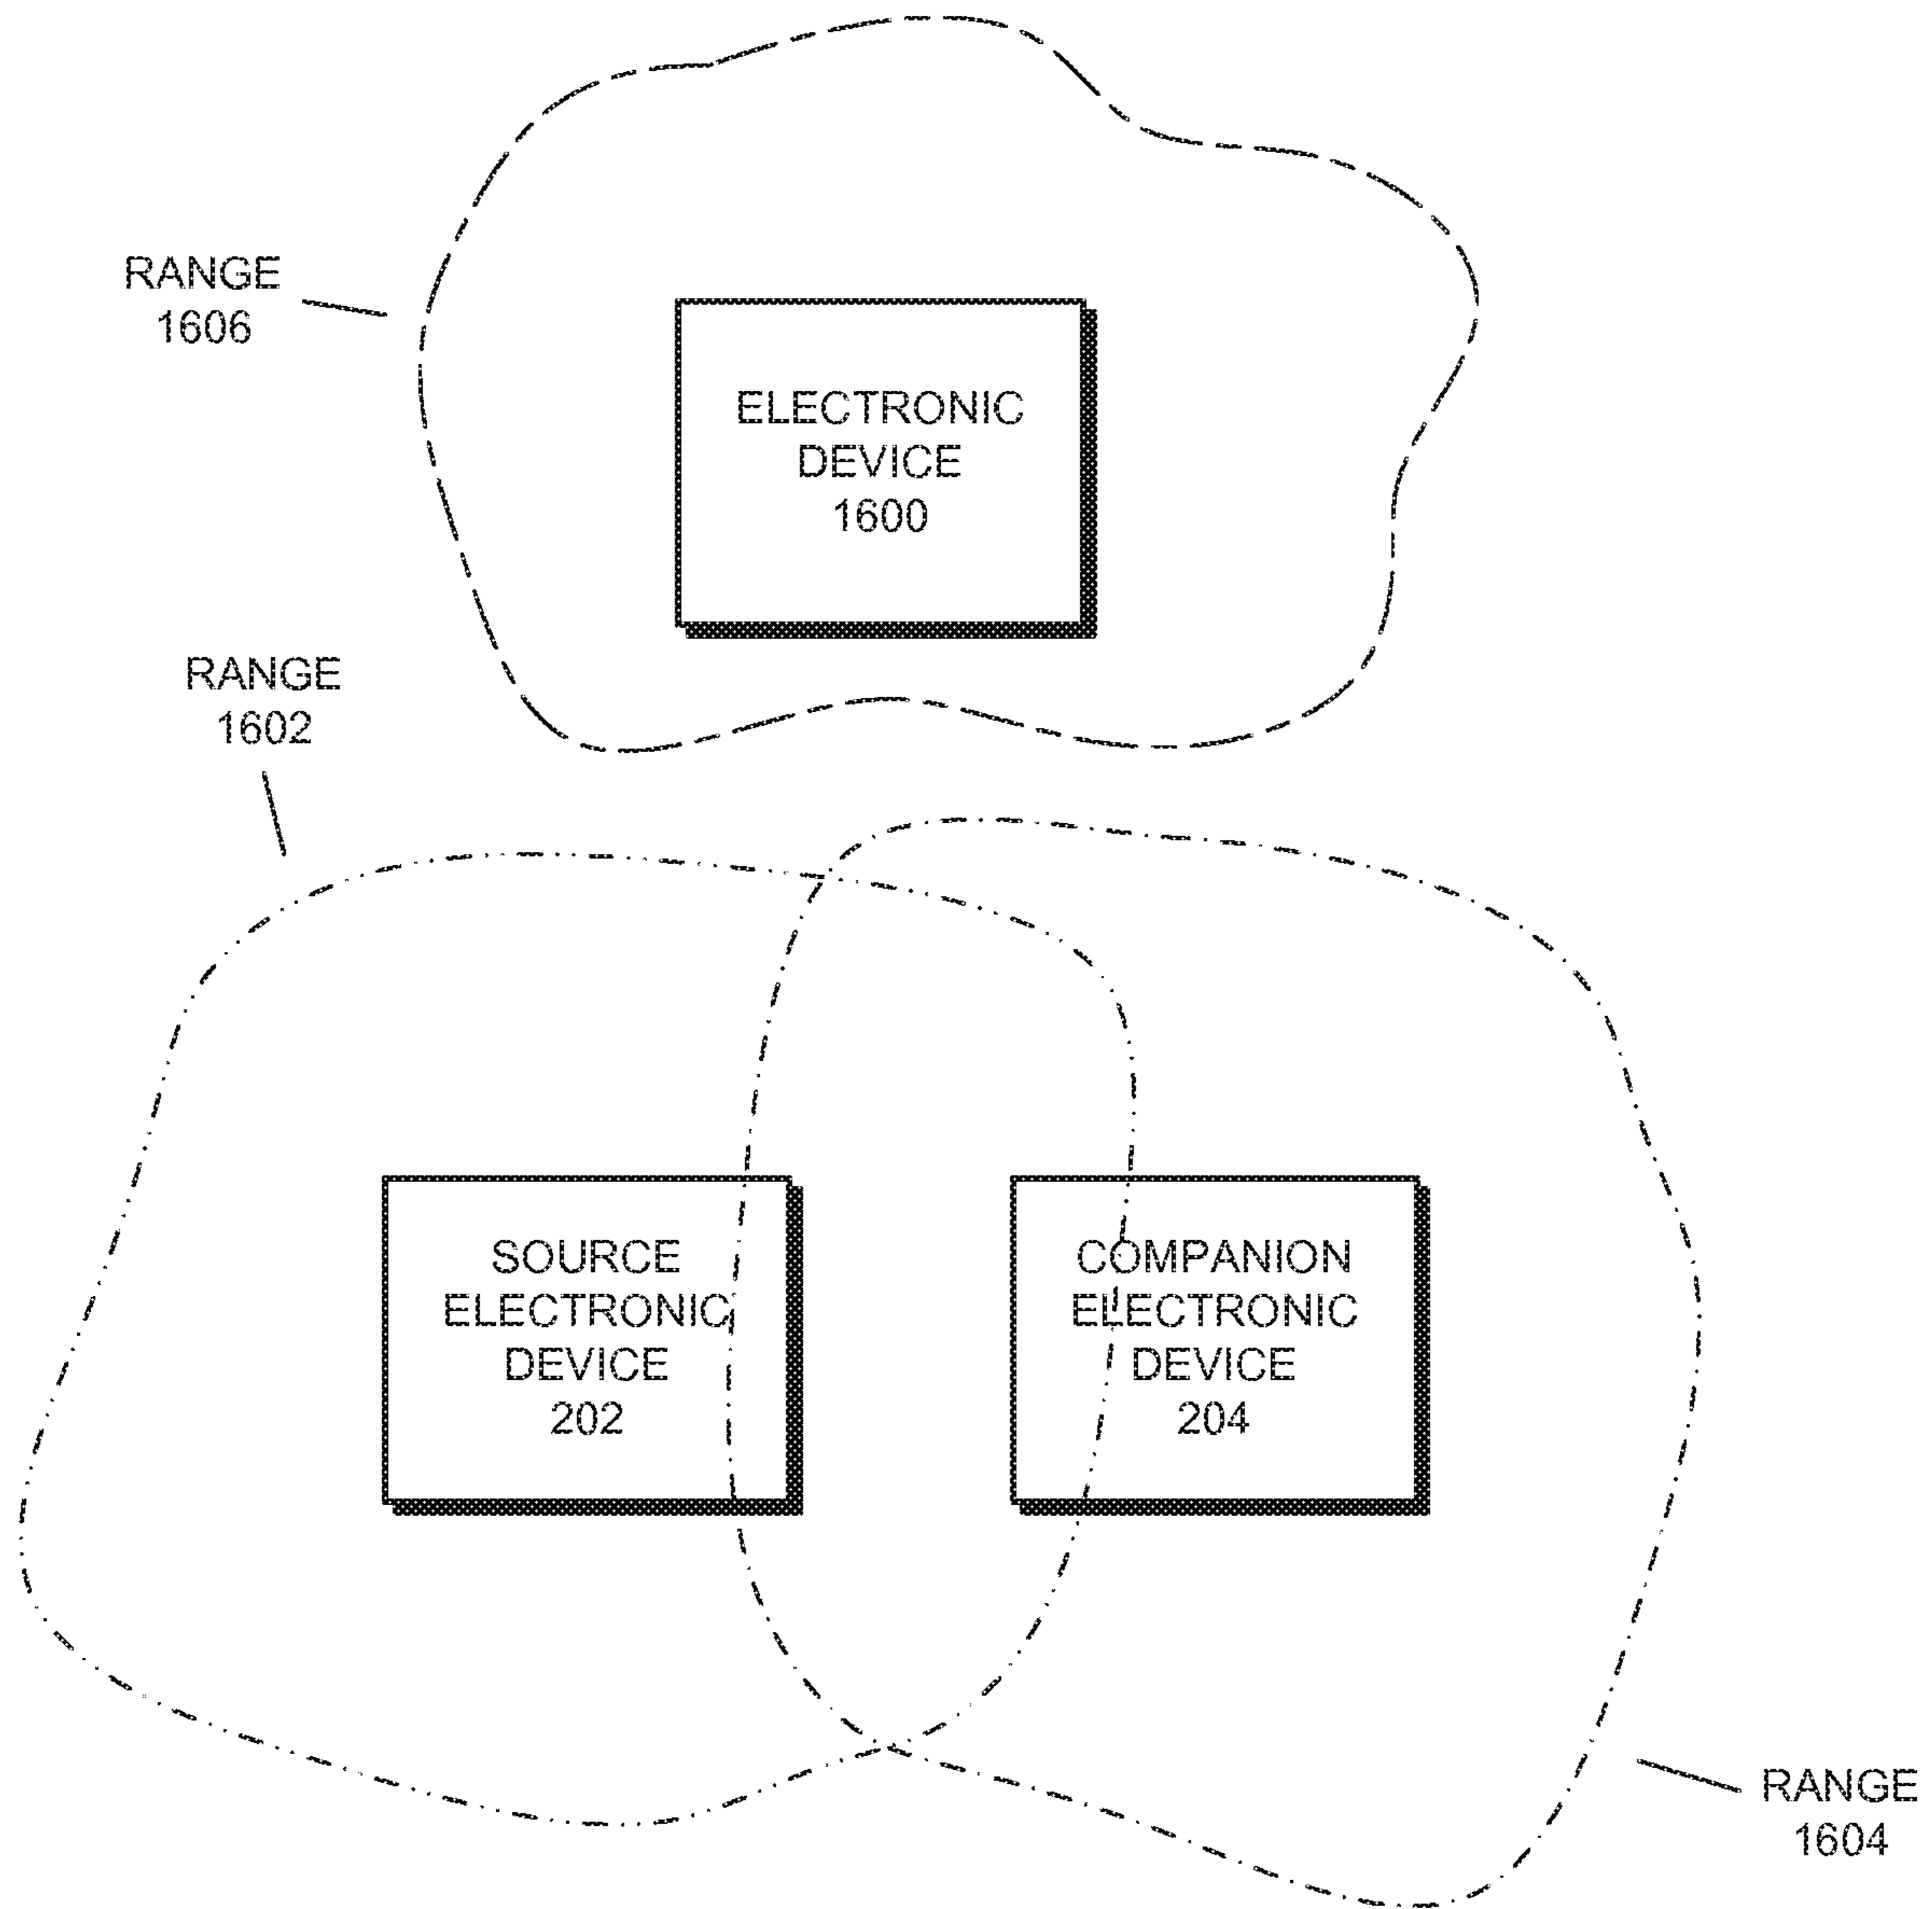 RANGE
1606
ELECTRONIC
DEVICE
1600
RANGE
1602
SOURCE
ELECTRONIC
DEVICE
202
COMPANION
ELECTRONIC
DEVICE
204
RANGE
1604